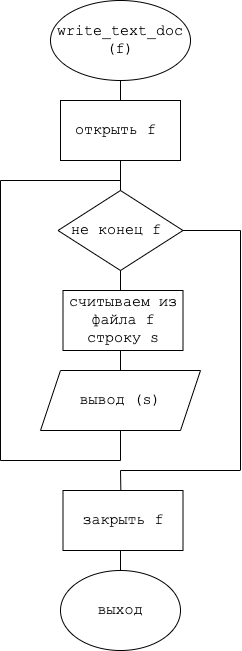 write_text_doc
(f)
открыть f
не конец f
считываем из
файла f
строку s
вывод (s)
закрыть f
выход